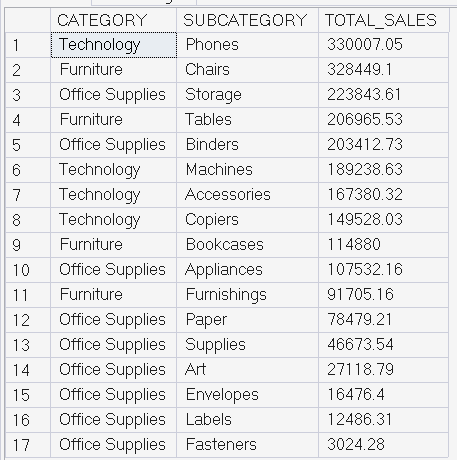 CATEGORY SUBCATEGORY TOTAL_SALES
1 Technology Phones 330007.05
2 Furniture Chairs 328449.1
3 Office Supplies Storage 223843.61
4 Furniture Tables 206965.53
5 Office Supplies Binders 203412.73
6 Technology Machines 189238.63
7 Technology Accessories 167380.32
8 Technology Copiers 149528.03
9 Furniture Bookcases 114880
10 Office Supplies Appliances 107532.16
11 Furniture Furnishings 91705.16
12 Office Supplies Paper 78479.21
13 Office Supplies Supplies 46673.54
14 Office Supplies Art 27118.79
15 Office Supplies Envelopes 16476.4
16 Office Supplies Labels 12486.31
17 Office Supplies Fasteners 3024.28